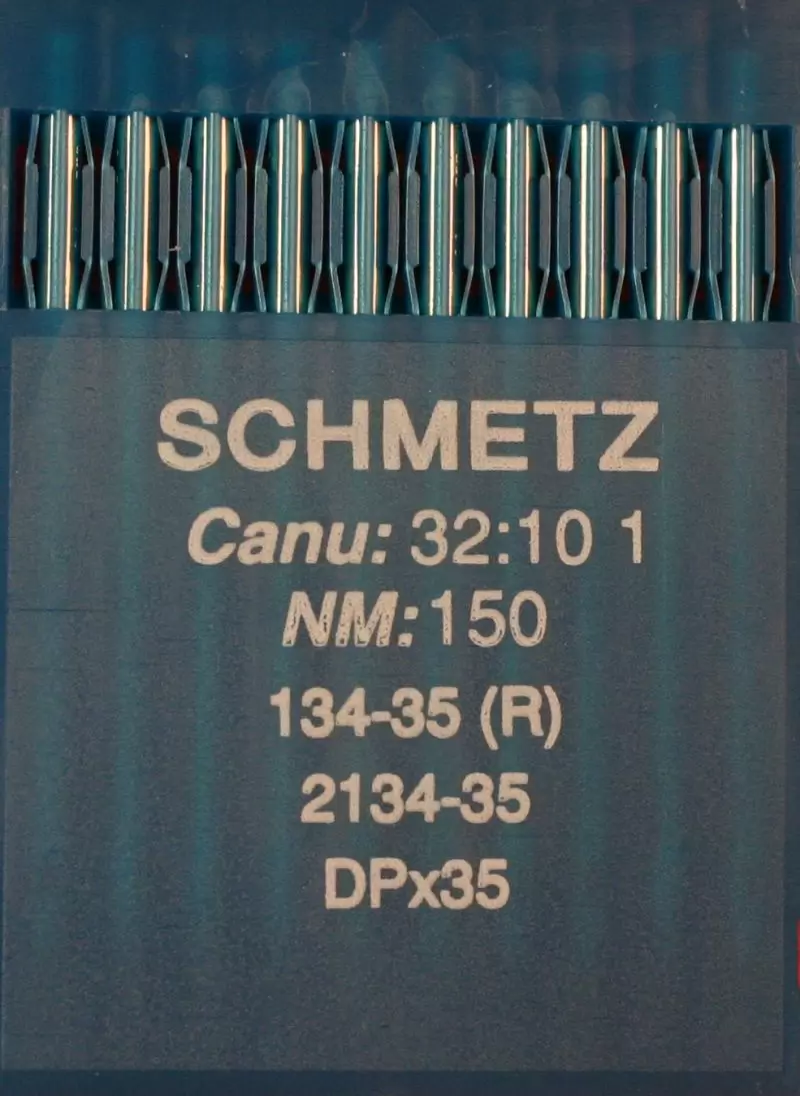 SCHMETZ
Canu: 32:10 1
NM: 150
134-35 (R)
2134-35
DPx35